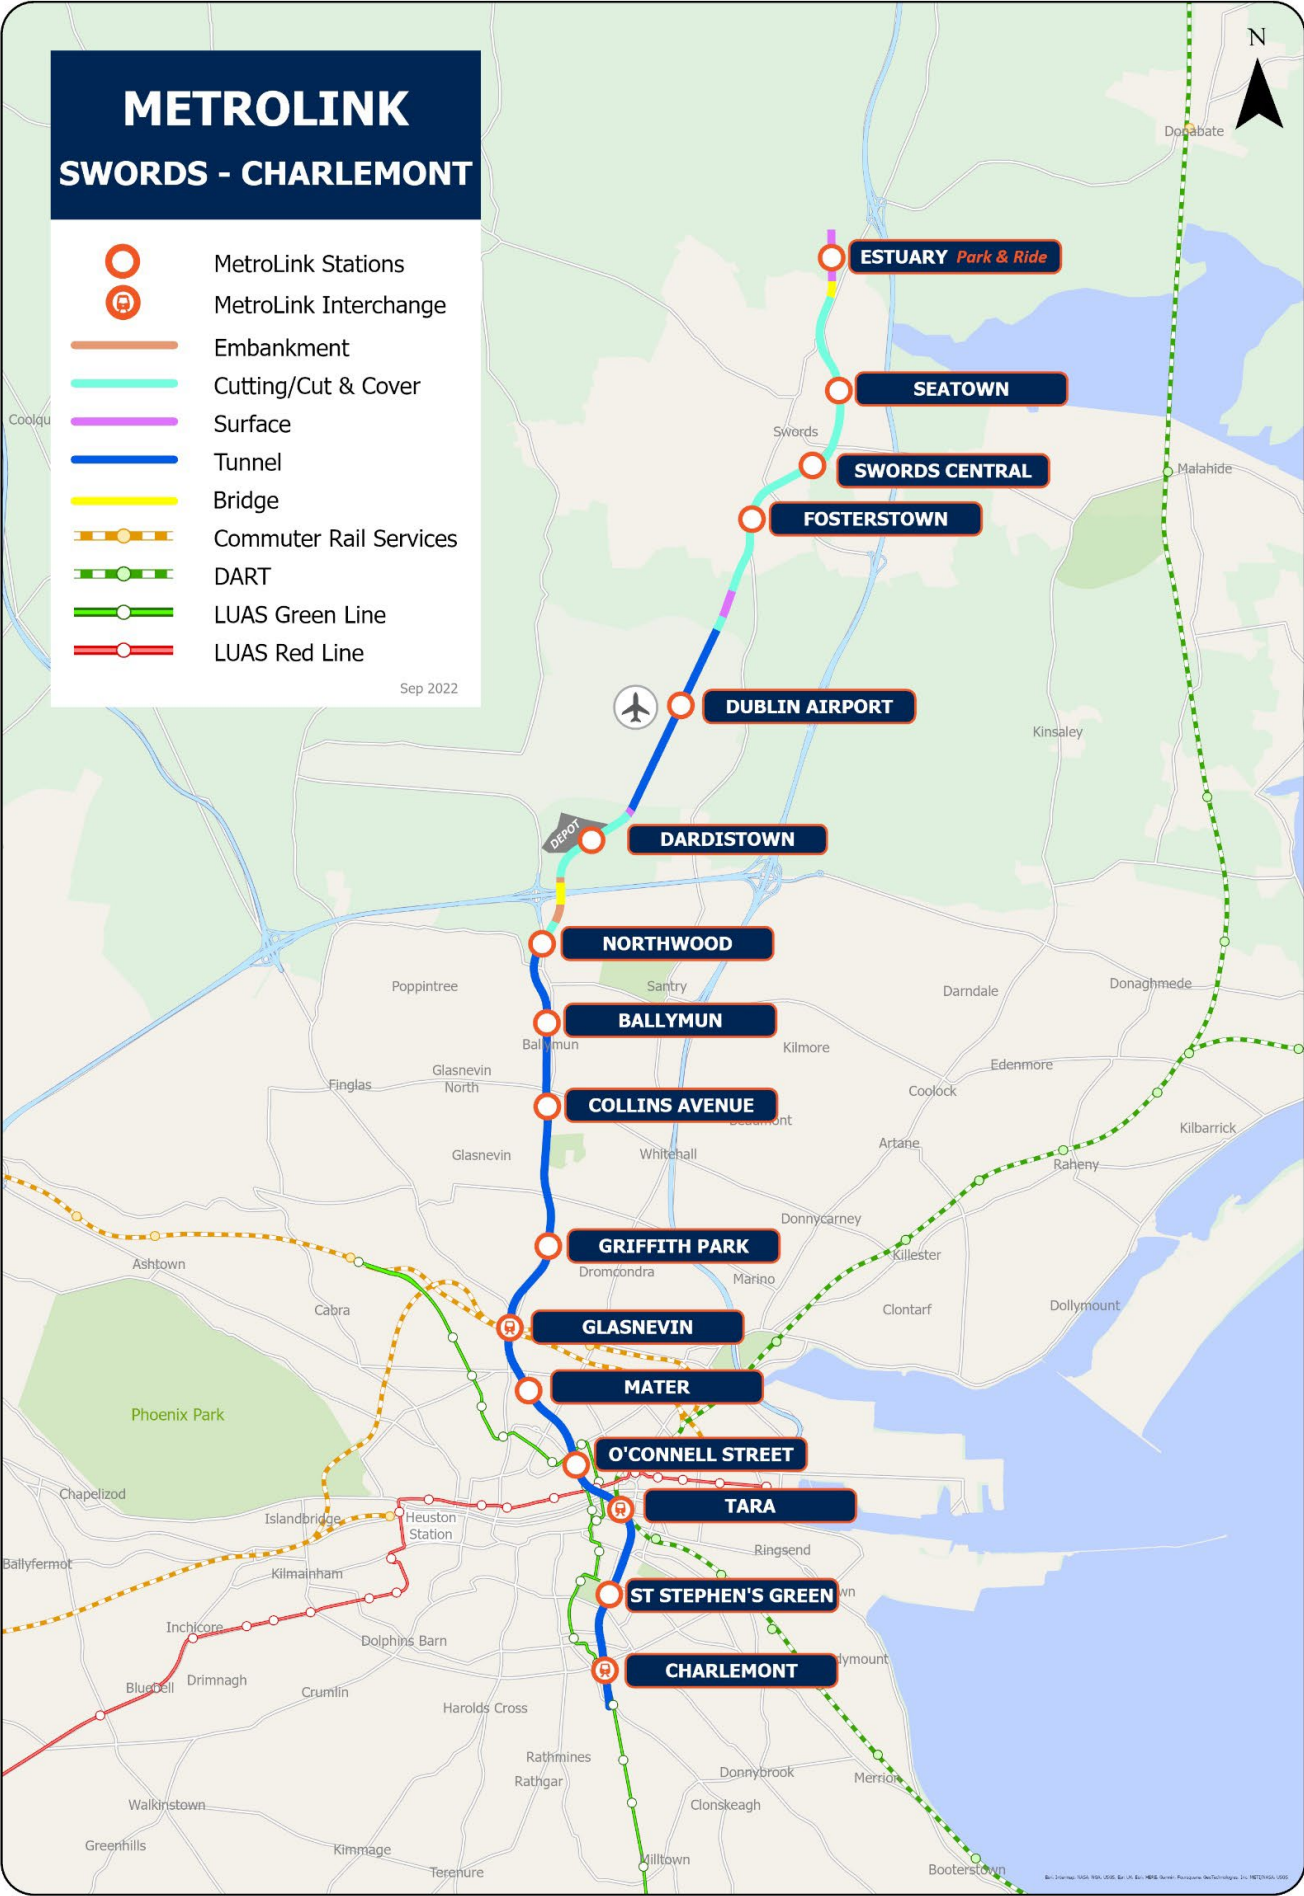 METROLINK
SWORDS - CHARLEMONT
MetroLink Stations
MetroLink Interchange
Embankment
Cutting/Cut & Cover
Surface
Tunnel
Bridge
Commuter Rail Services
DART
LUAS Green Line
LUAS Red Line
Sep 2022
N
Donabate
ESTUARY Park & Ride
SEATOWN
Coolqu
Swords
SWORDS CENTRAL
Malahide
FOSTERSTOWN
DUBLIN AIRPORT
Kinsaley
DEPOT
DARDISTOWN
NORTHWOOD
Poppintree
Santry
Darndale
Donaghmede
BALLYMUN
Ballymun
Kilmore
Glasnevin
North
Edenmore
Finglas
Coolock
COLLINS AVENUE
Beaumont
Kilbarrick
Glasnevin
Whitehall
Artane
Raheny
Donnycarney
GRIFFITH PARK
Killester
Ashtown
Dromcondra
Marino
Cabra
Clontarf
Dollymount
GLASNEVIN
MATER
Phoenix Park
O'CONNELL STREET
Chapelizod
TARA
Islandbridge
Heuston
Station
Ringsend
Ballyfermot
Kilmainham
ST STEPHEN'S GREEN
wn
Inchicore
Dolphins Barn
dymount
CHARLEMONT
Drimnagh
Bluebell
Crumlin
Harolds Cross
Rathmines
Donnybrook
Merrion
Rathgar
Walkinstown
Clonskeagh
Greenhills
Kimmage
Milltown
Terenure
Booterstown